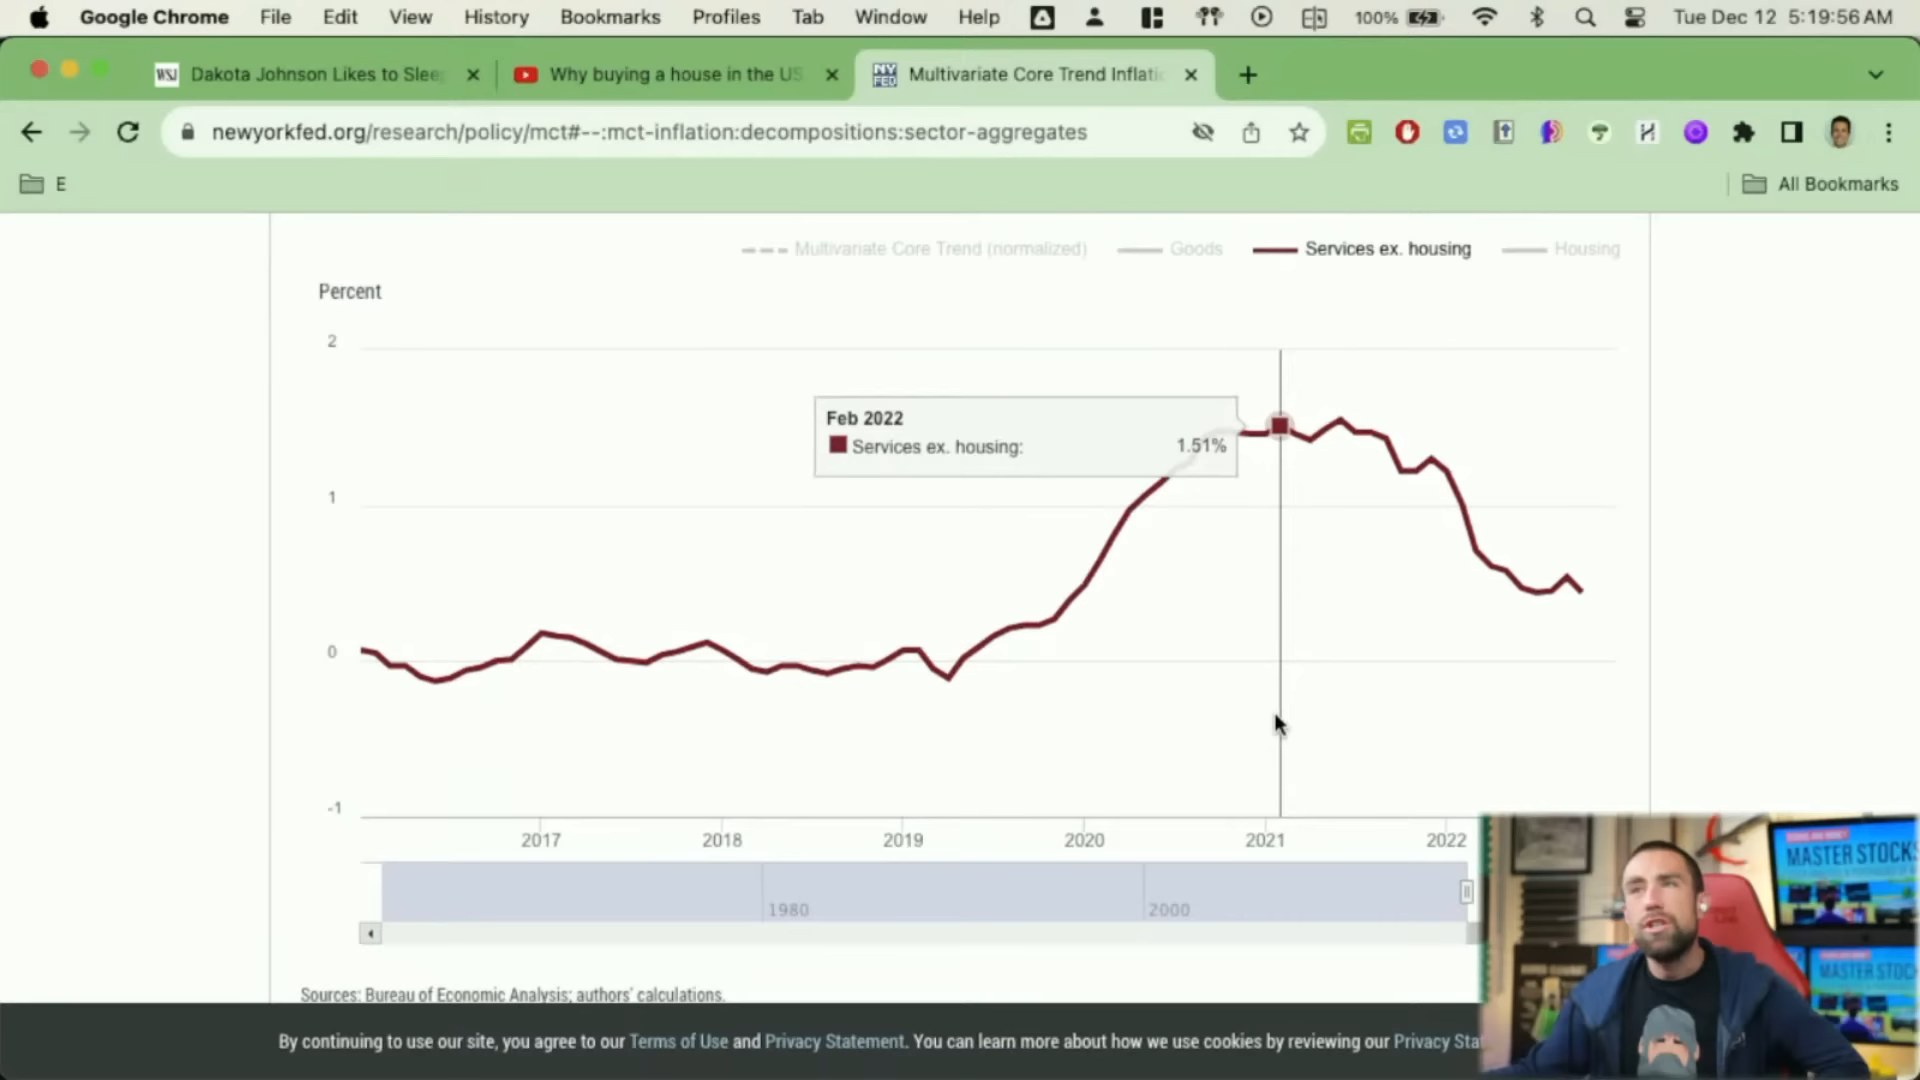 Google Chrome File Edit View History Bookmarks Profiles Tab Window Help 100% Tue Dec 12 5:19:56 AM
WSJ Dakota Johnson Likes to Slee Why buying a house in the US NY FED Multivariate Core Trend Inflati
newyorkfed.org/research/policy/mct#--:mct-inflation:decompositions:sector-aggregates
E All Bookmarks
Multivariate Core Trend (normalized) Goods Services ex. housing Housing
Percent
2
Feb 2022
Services ex. housing: 1.51%
1
0
-1
2017 2018 2019 2020 2021 2022
MASTER STOCKS
1980 2000
MASTER STOC
Sources: Bureau of Economic Analysis; authors' calculations.
By continuing to use our site, you agree to our Terms of Use and Privacy Statement. You can learn more about how we use cookies by reviewing our Privacy Sta